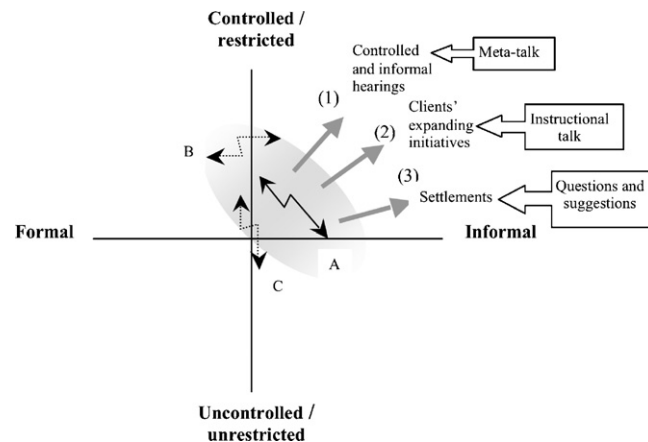 Controlled /
restricted
Controlled
and informal
hearings
Meta-talk
(1)
(2)
Clients'
expanding
initiatives
Instructional
talk
B
(3)
Settlements
Questions and
suggestions
Formal
Informal
A
C
Uncontrolled /
unrestricted